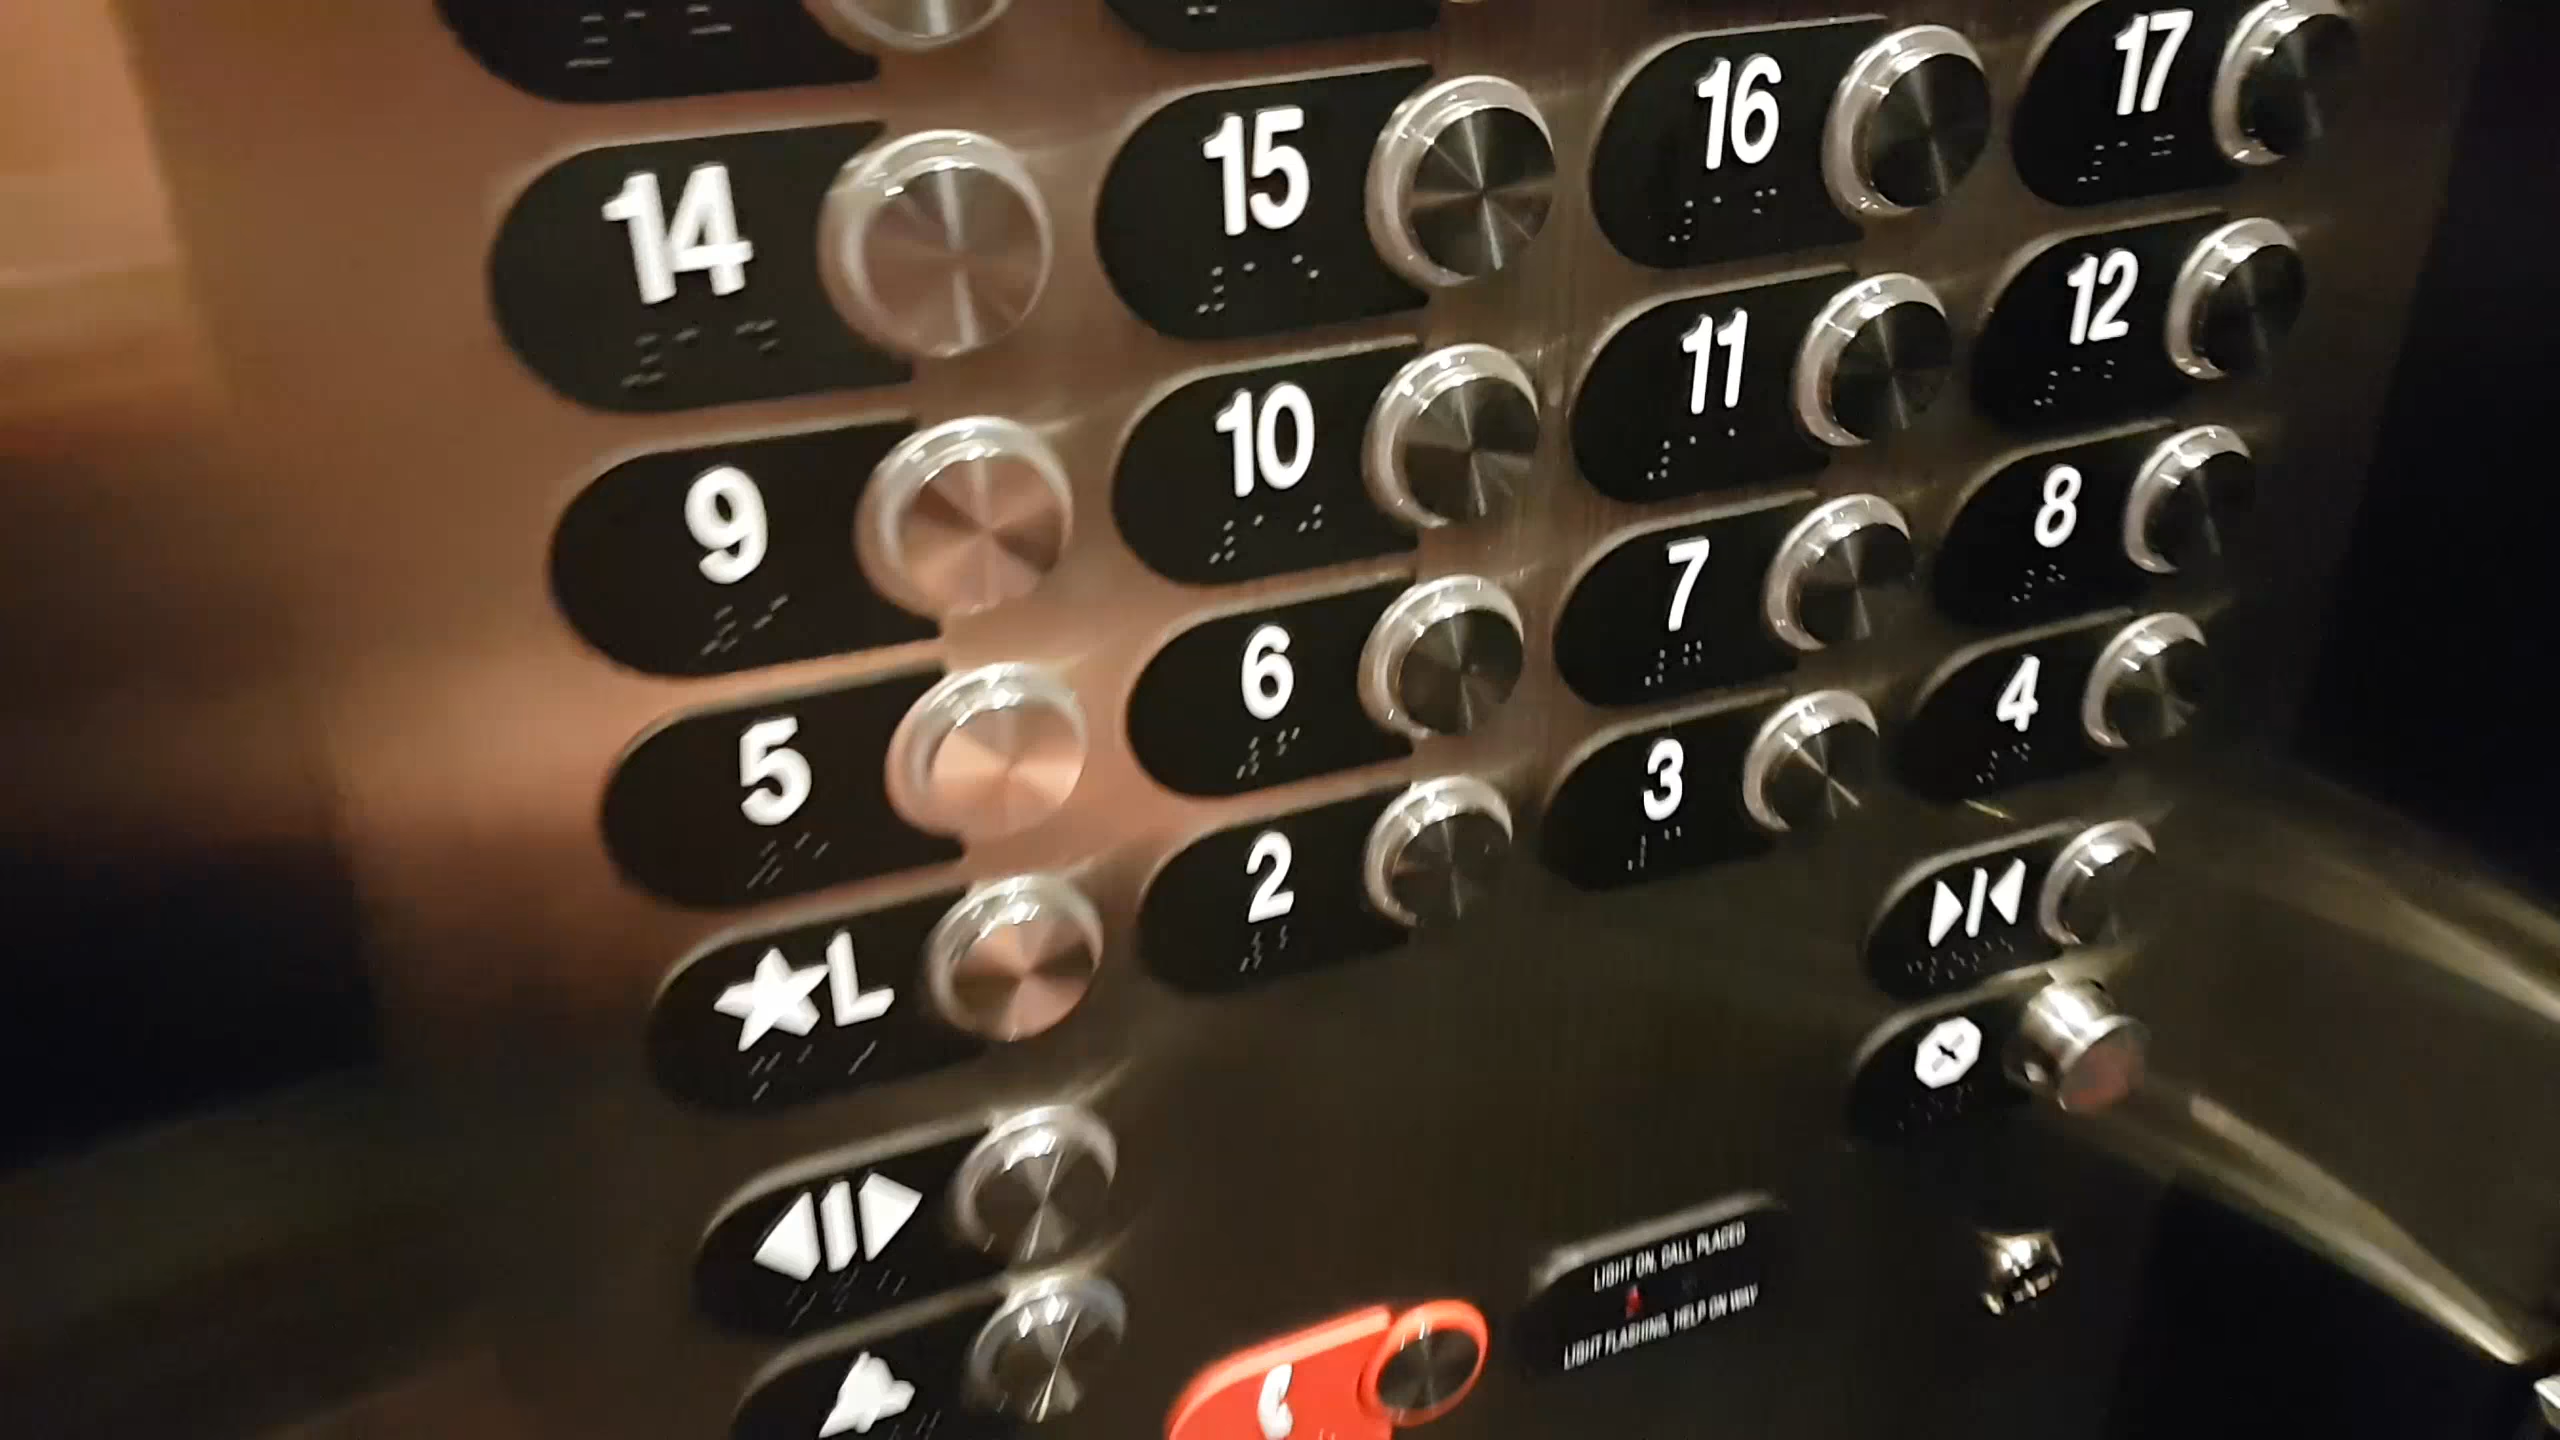 14 15 16 17
9 10 11 12
5 6 7 8
★L 2 3 4
LIGHT ON, CALL PLACED
LIGHT FLASHING, HELP ON WAY